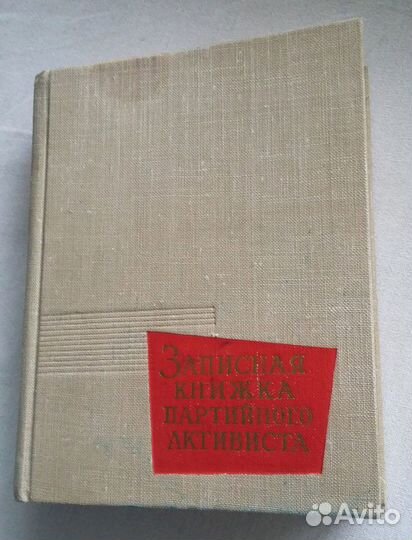 Записная
книжка
партийного
активиста
Avito